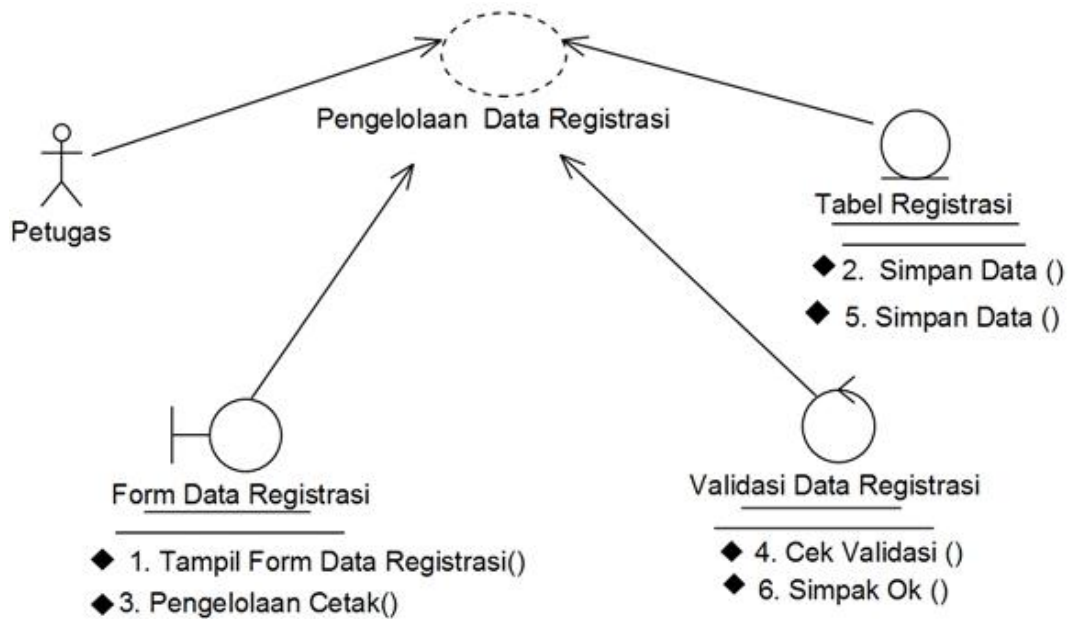 Pengelolaan Data Registrasi
Petugas
Tabel Registrasi
2. Simpan Data ()
5. Simpan Data ()
Form Data Registrasi
1. Tampil Form Data Registrasi()
3. Pengelolaan Cetak()
Validasi Data Registrasi
4. Cek Validasi ()
6. Simpak Ok ()